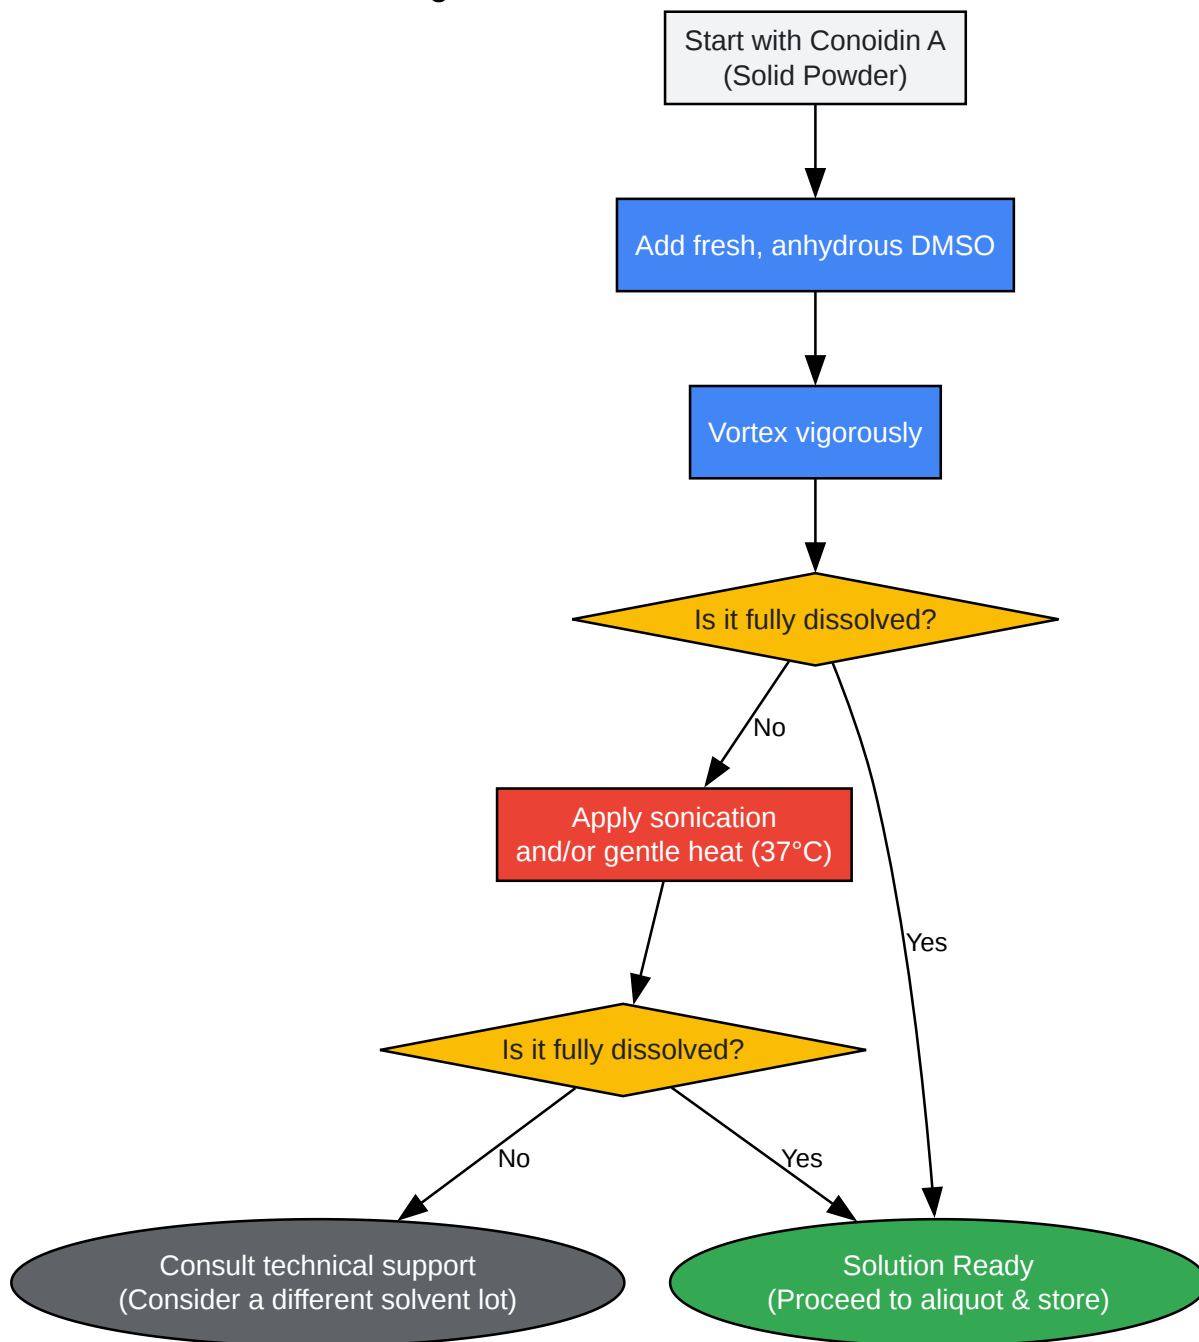 Start with Conoidin A
(Solid Powder)
Add fresh, anhydrous DMSO
Vortex vigorously
Is it fully dissolved?
No
Apply sonication
and/or gentle heat (37°C)
Yes
Is it fully dissolved?
No
Yes
Consult technical support
(Consider a different solvent lot)
Solution Ready
(Proceed to aliquot & store)